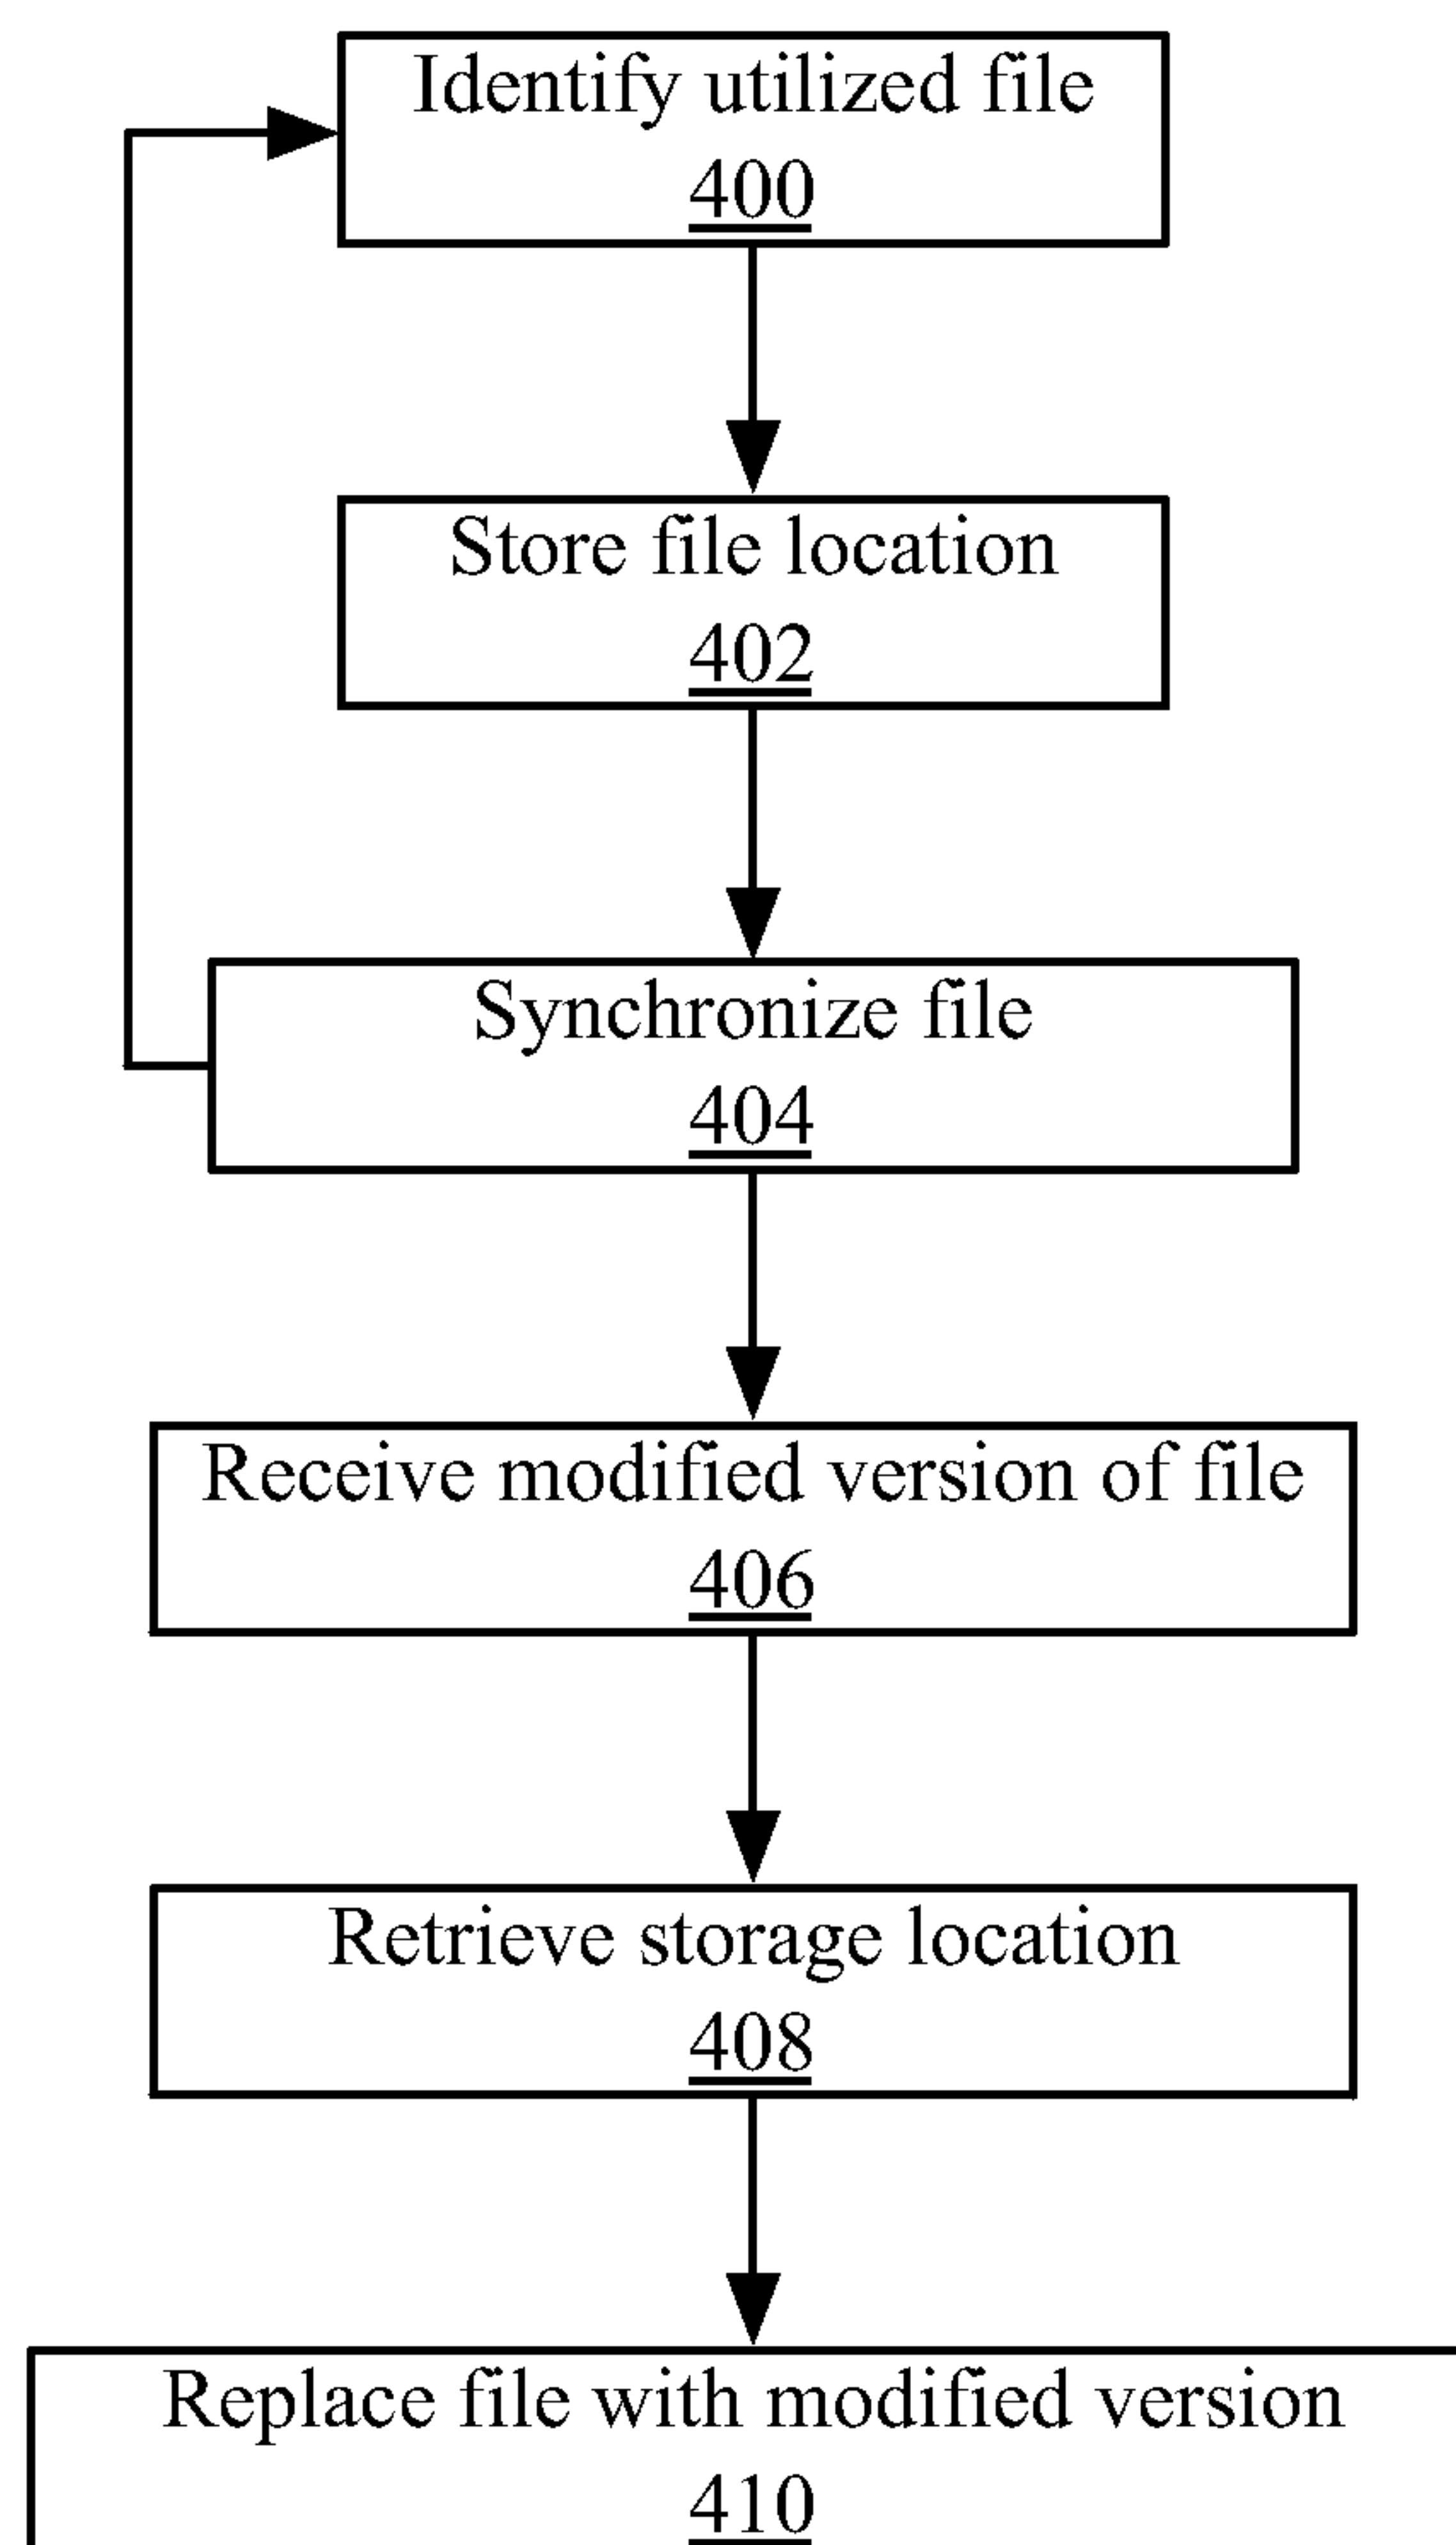 Identify utilized file
400
Store file location
402
Synchronize file
404
Receive modified version of file
406
Retrieve storage location
408
Replace file with modified version
410